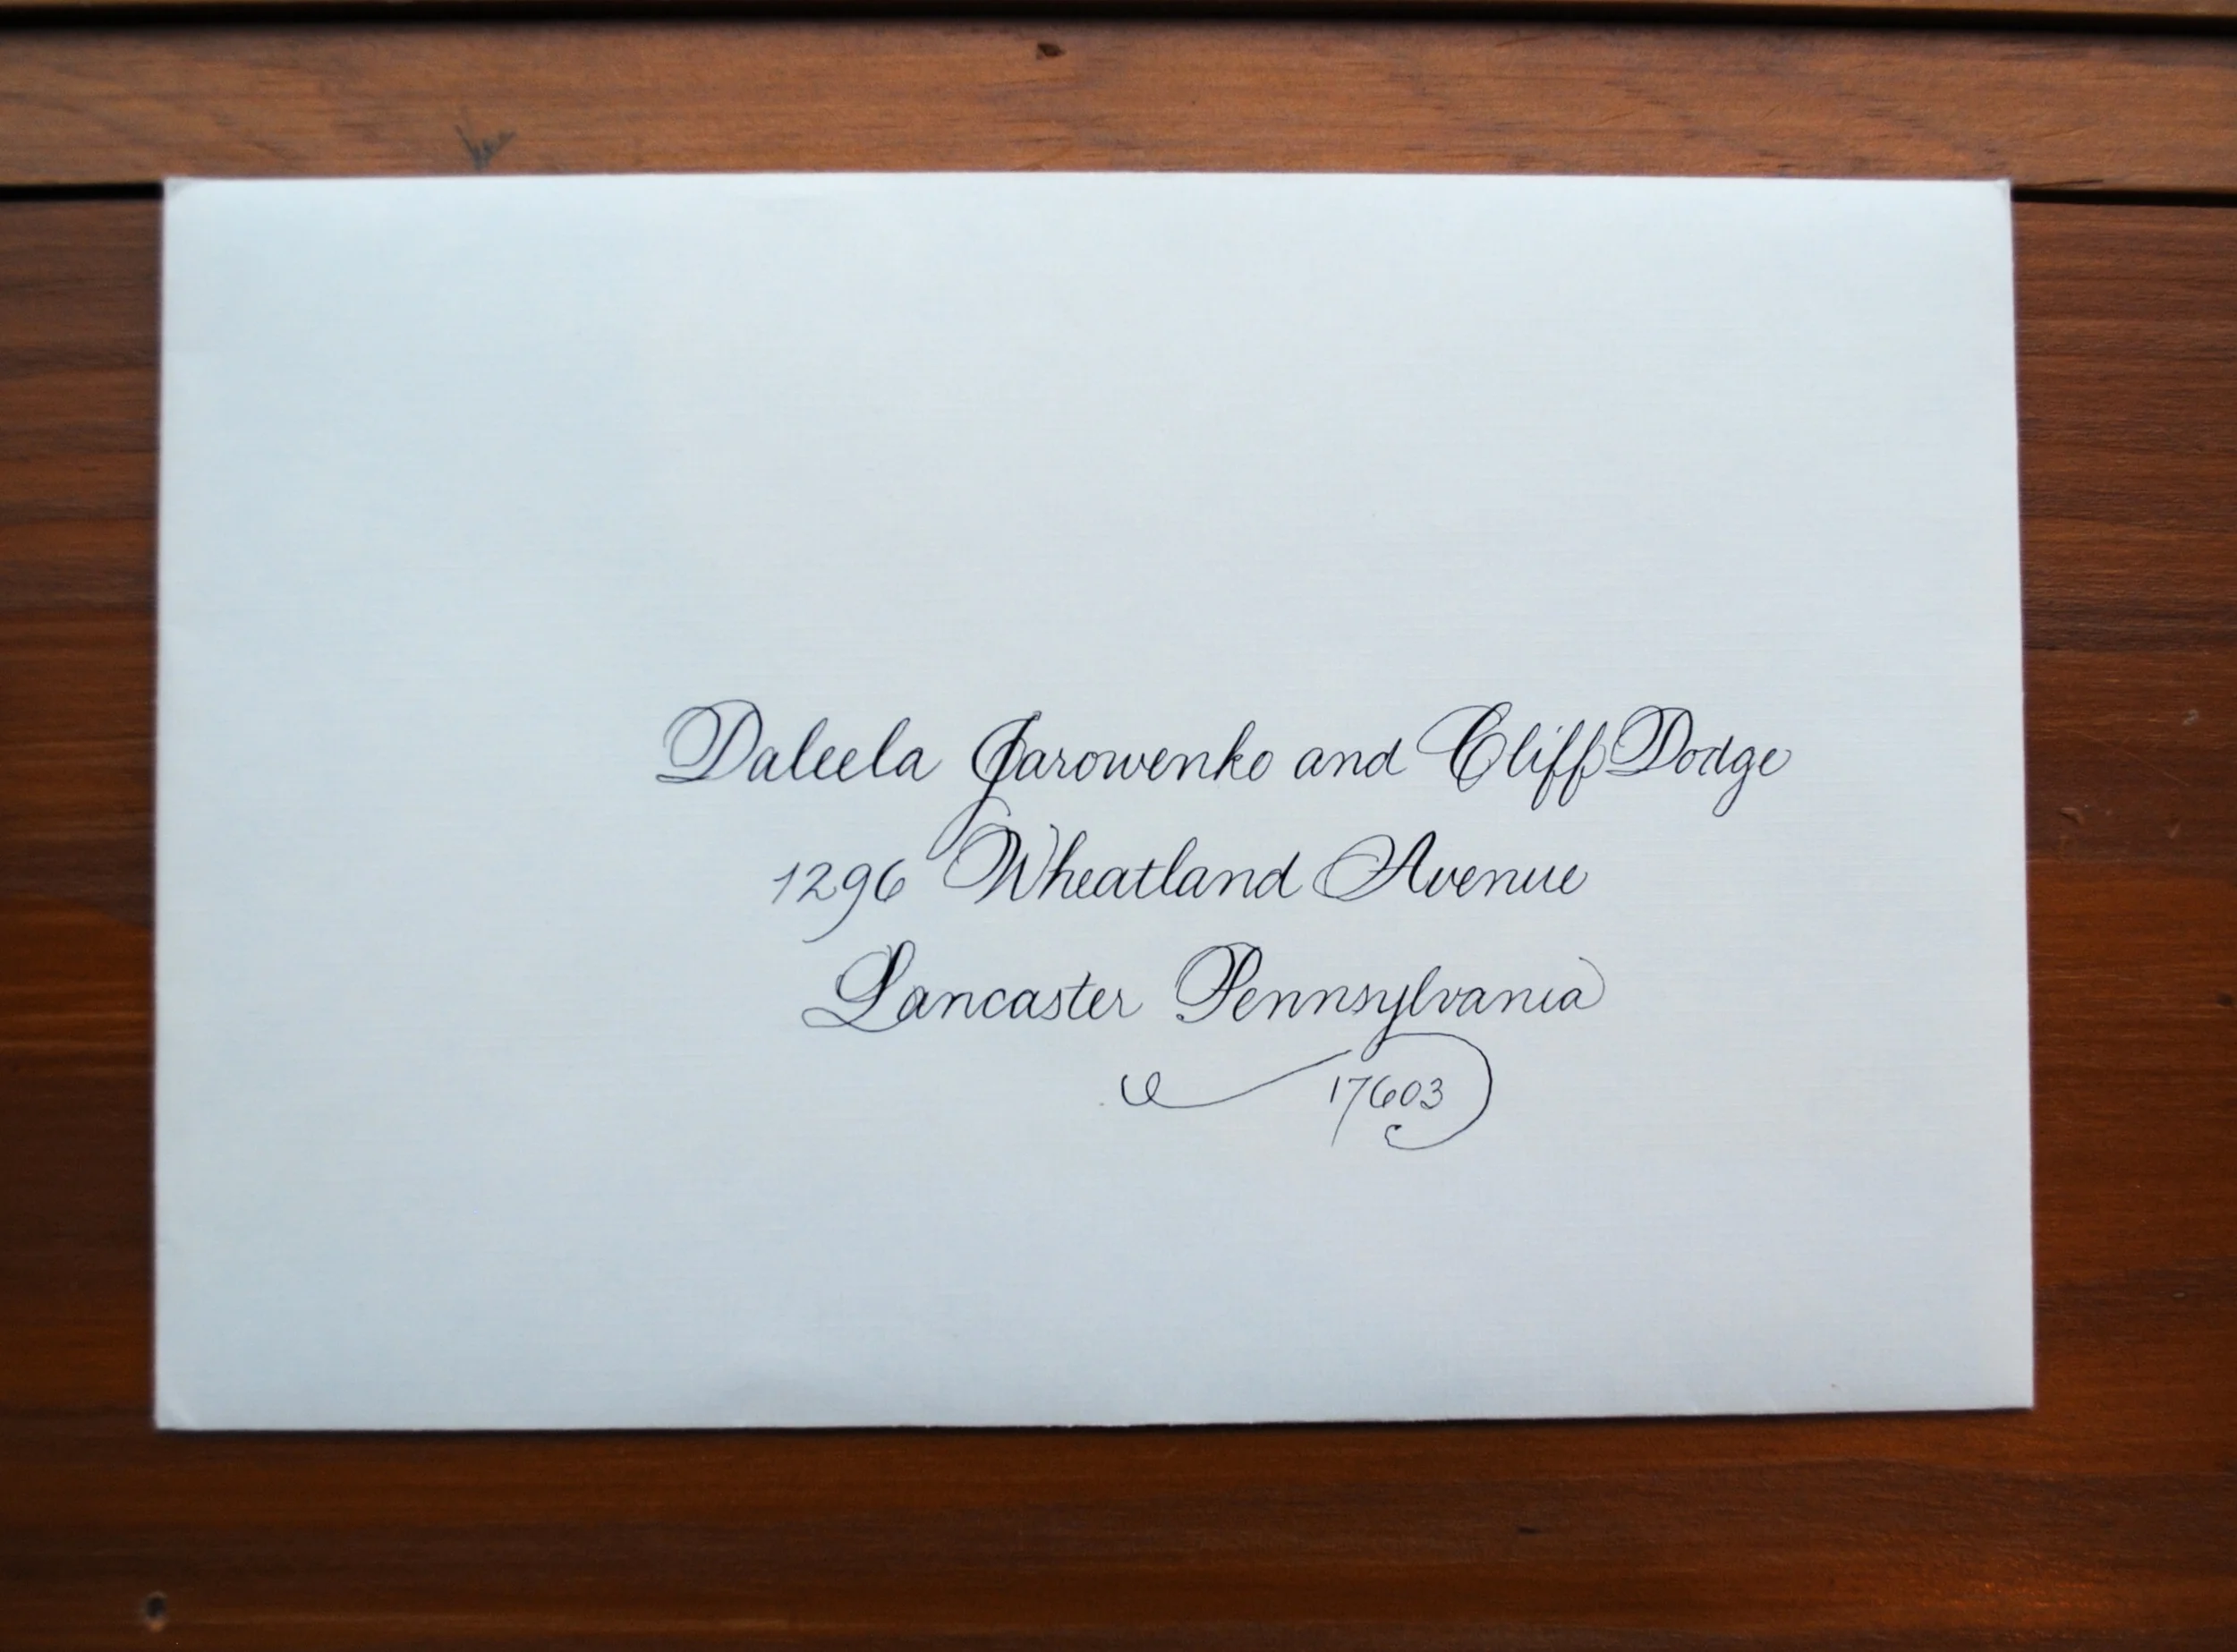 Daleela Jarowenko and Cliff Dodge
1296 Wheatland Avenue
Lancaster Pennsylvania
17603